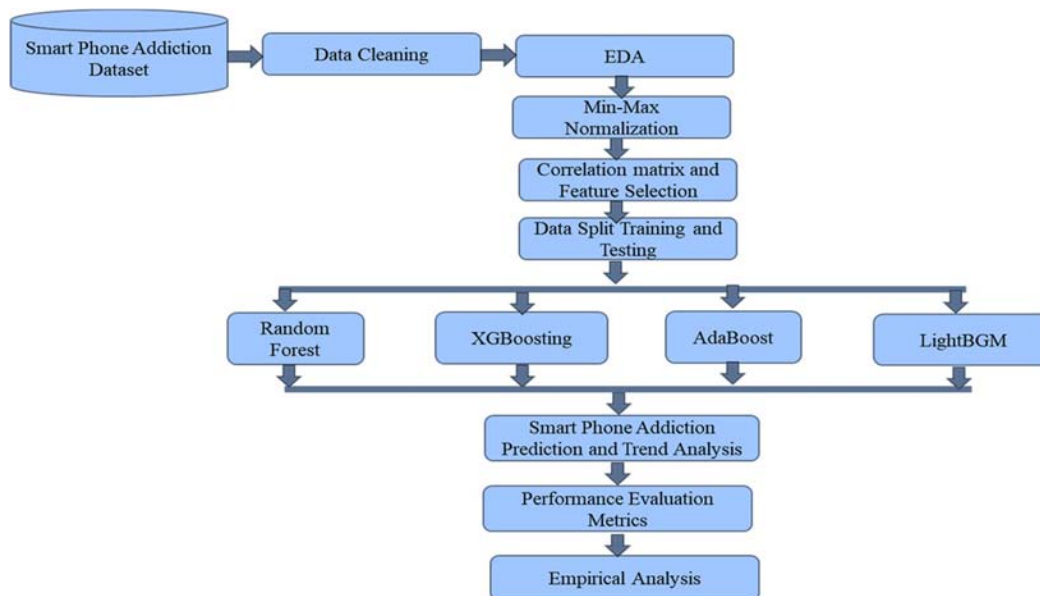 Smart Phone Addiction
Dataset
Data Cleaning
EDA
Min-Max
Normalization
Correlation matrix and
Feature Selection
Data Split Training and
Testing
Random
Forest
XGBoosting
AdaBoost
LightBGM
Smart Phone Addiction
Prediction and Trend Analysis
Performance Evaluation
Metrics
Empirical Analysis